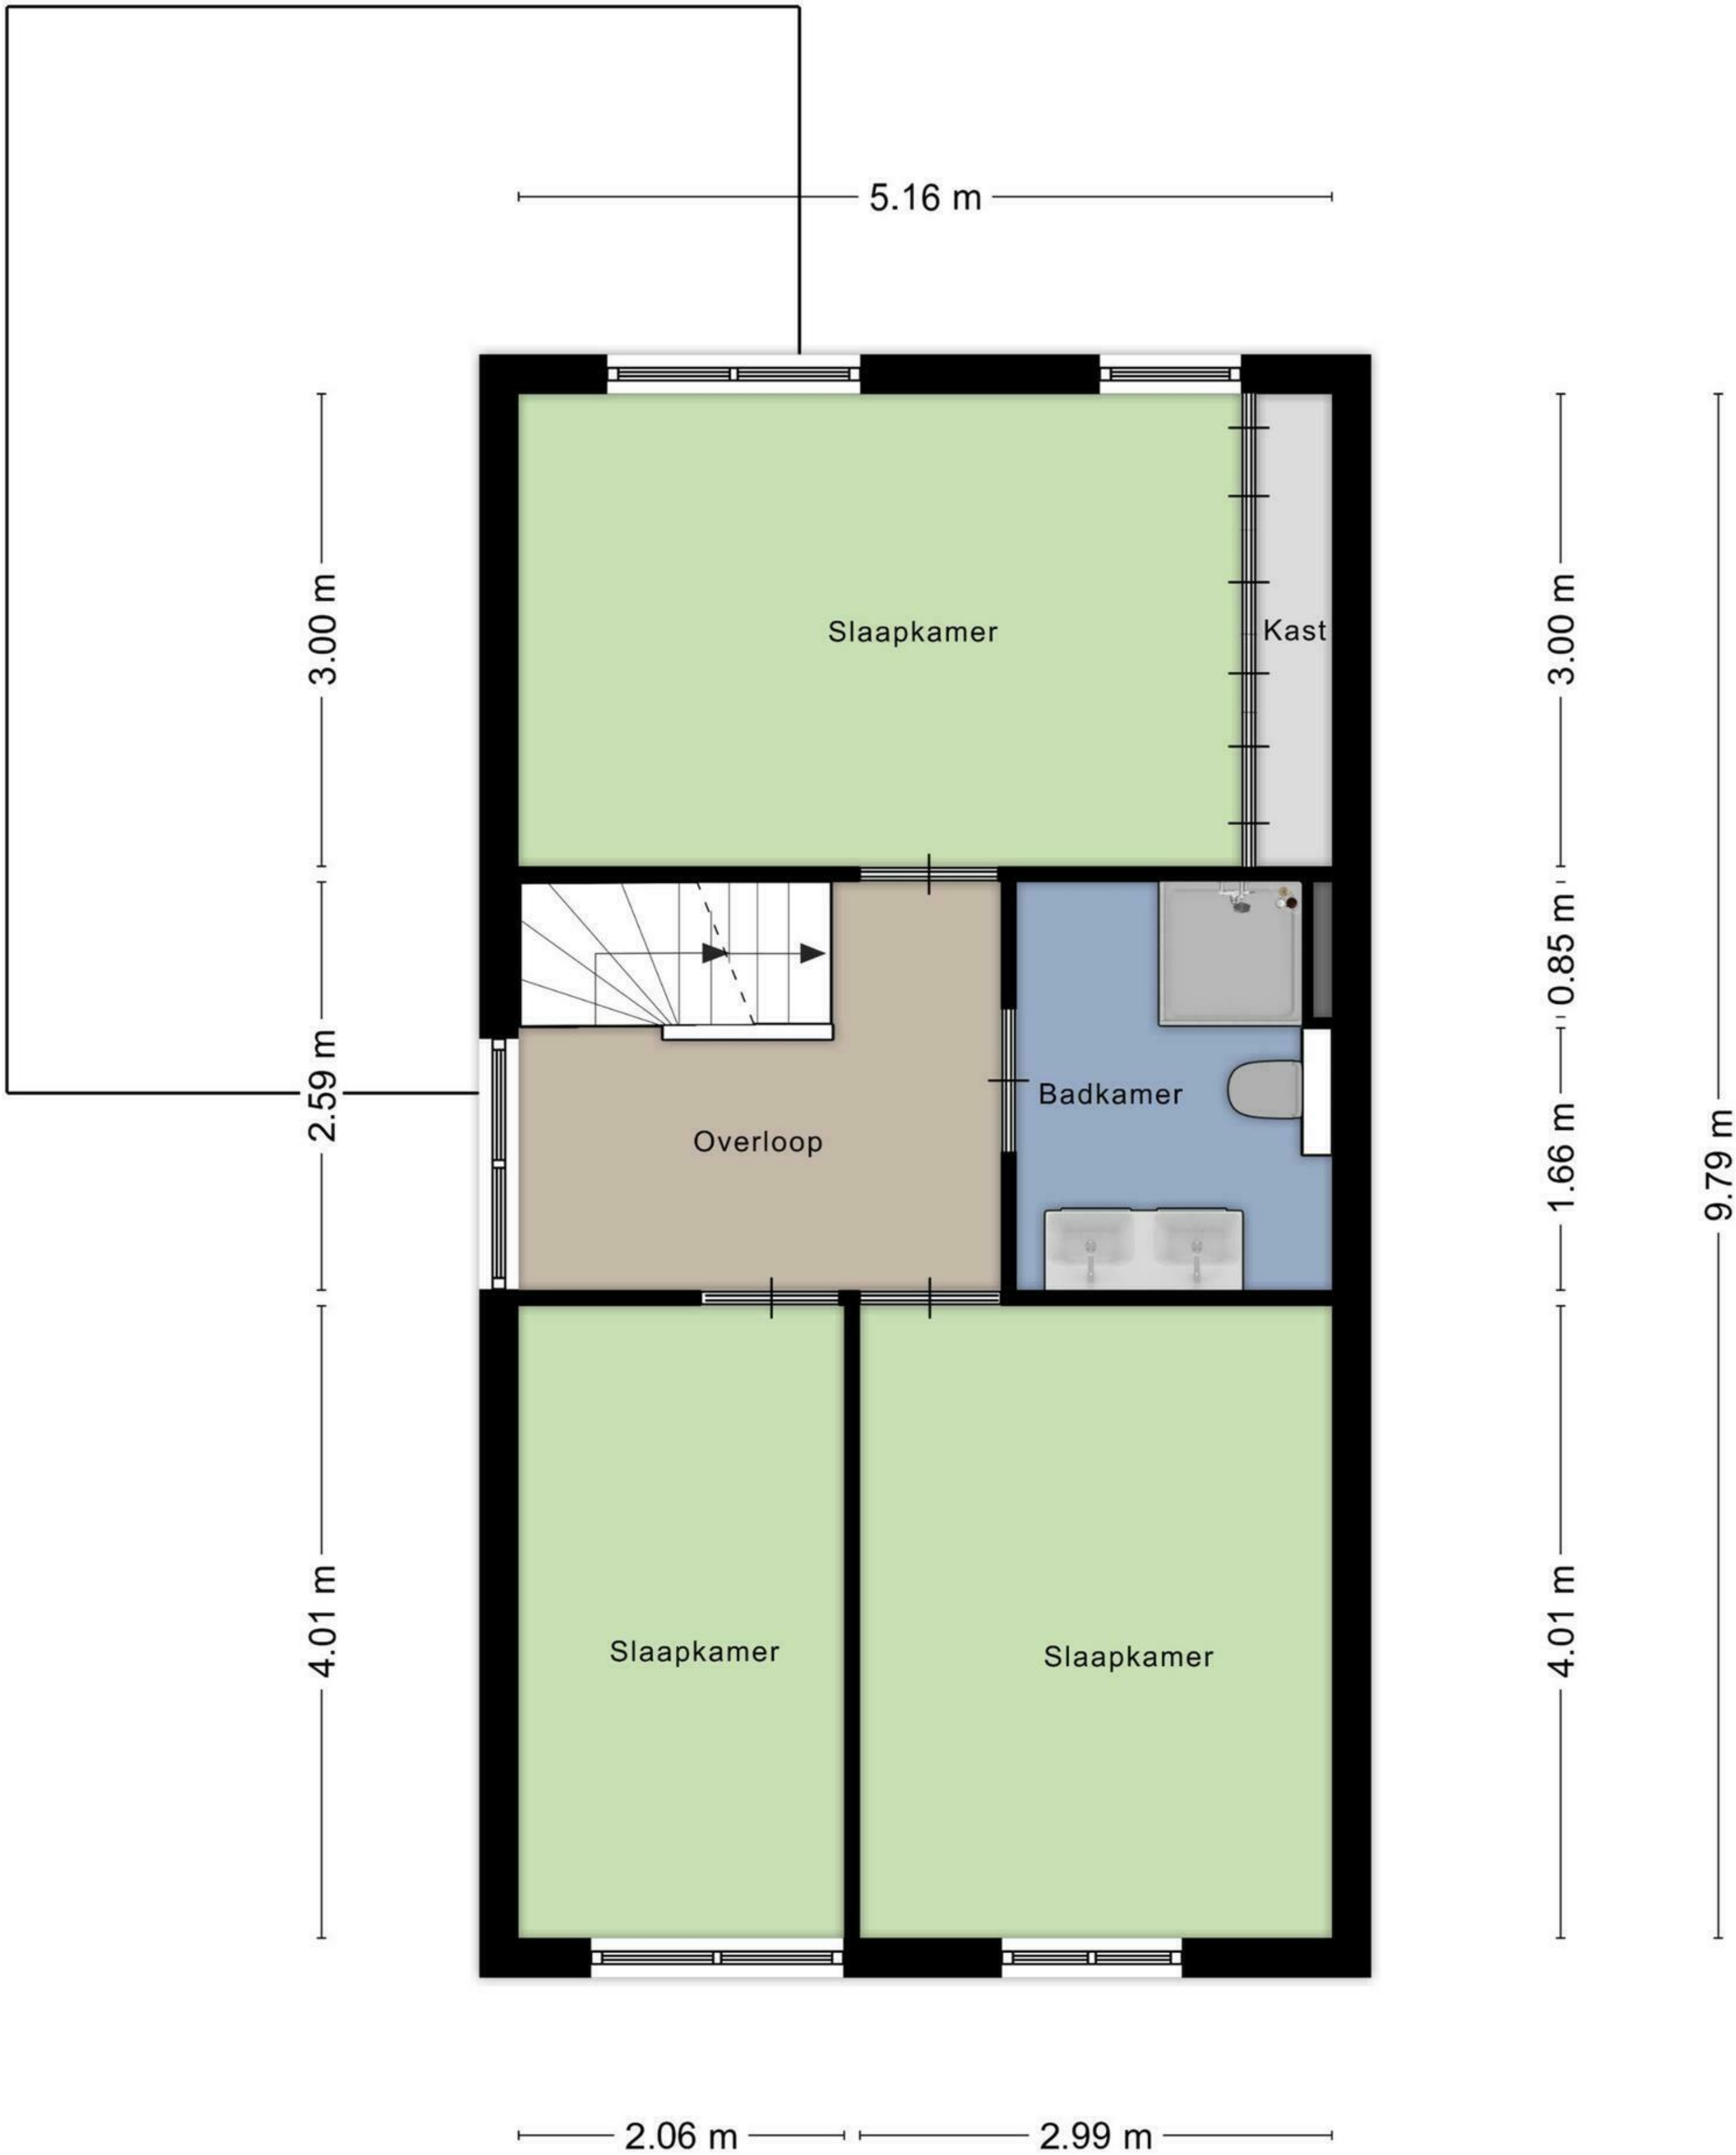 5.16 m
3.00 m
Slaapkamer
Kast
3.00 m
0.85 m
2.59 m
Overloop
Badkamer
1.66 m
9.79 m
4.01 m
Slaapkamer
Slaapkamer
4.01 m
2.06 m
2.99 m